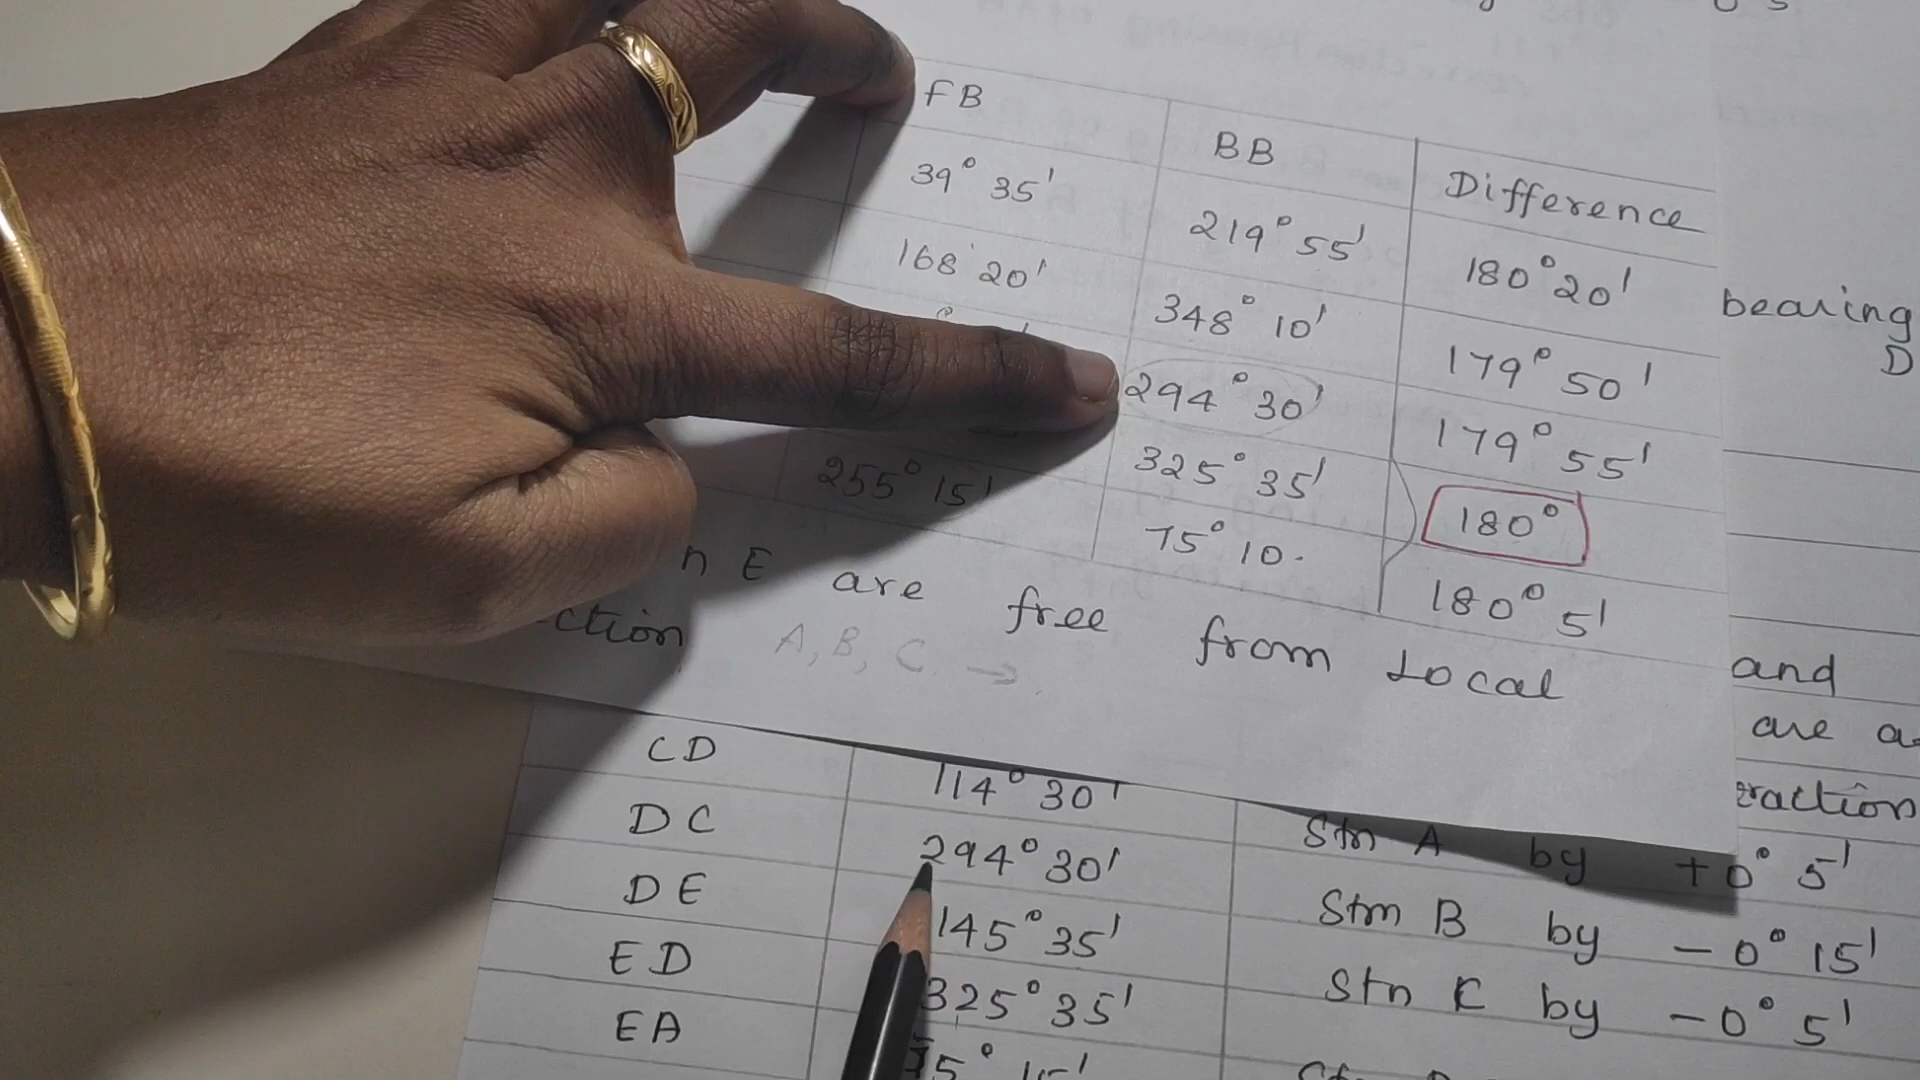 FB BB Difference
39° 35' 219° 55' 180° 20'
168° 20' 348° 10' 179° 50'
294° 30' 179° 55'
325° 35' 180°
255° 15' 75° 10. 180° 5'
n E are free from Local
ction A, B, C →
bearing
D
and
are
raction
CD 114° 30'
DC 294° 30' Stn A by +0° 5'
DE 145° 35' Stn B by -0° 15'
ED 325° 35' Stn C by -0° 5'
EA